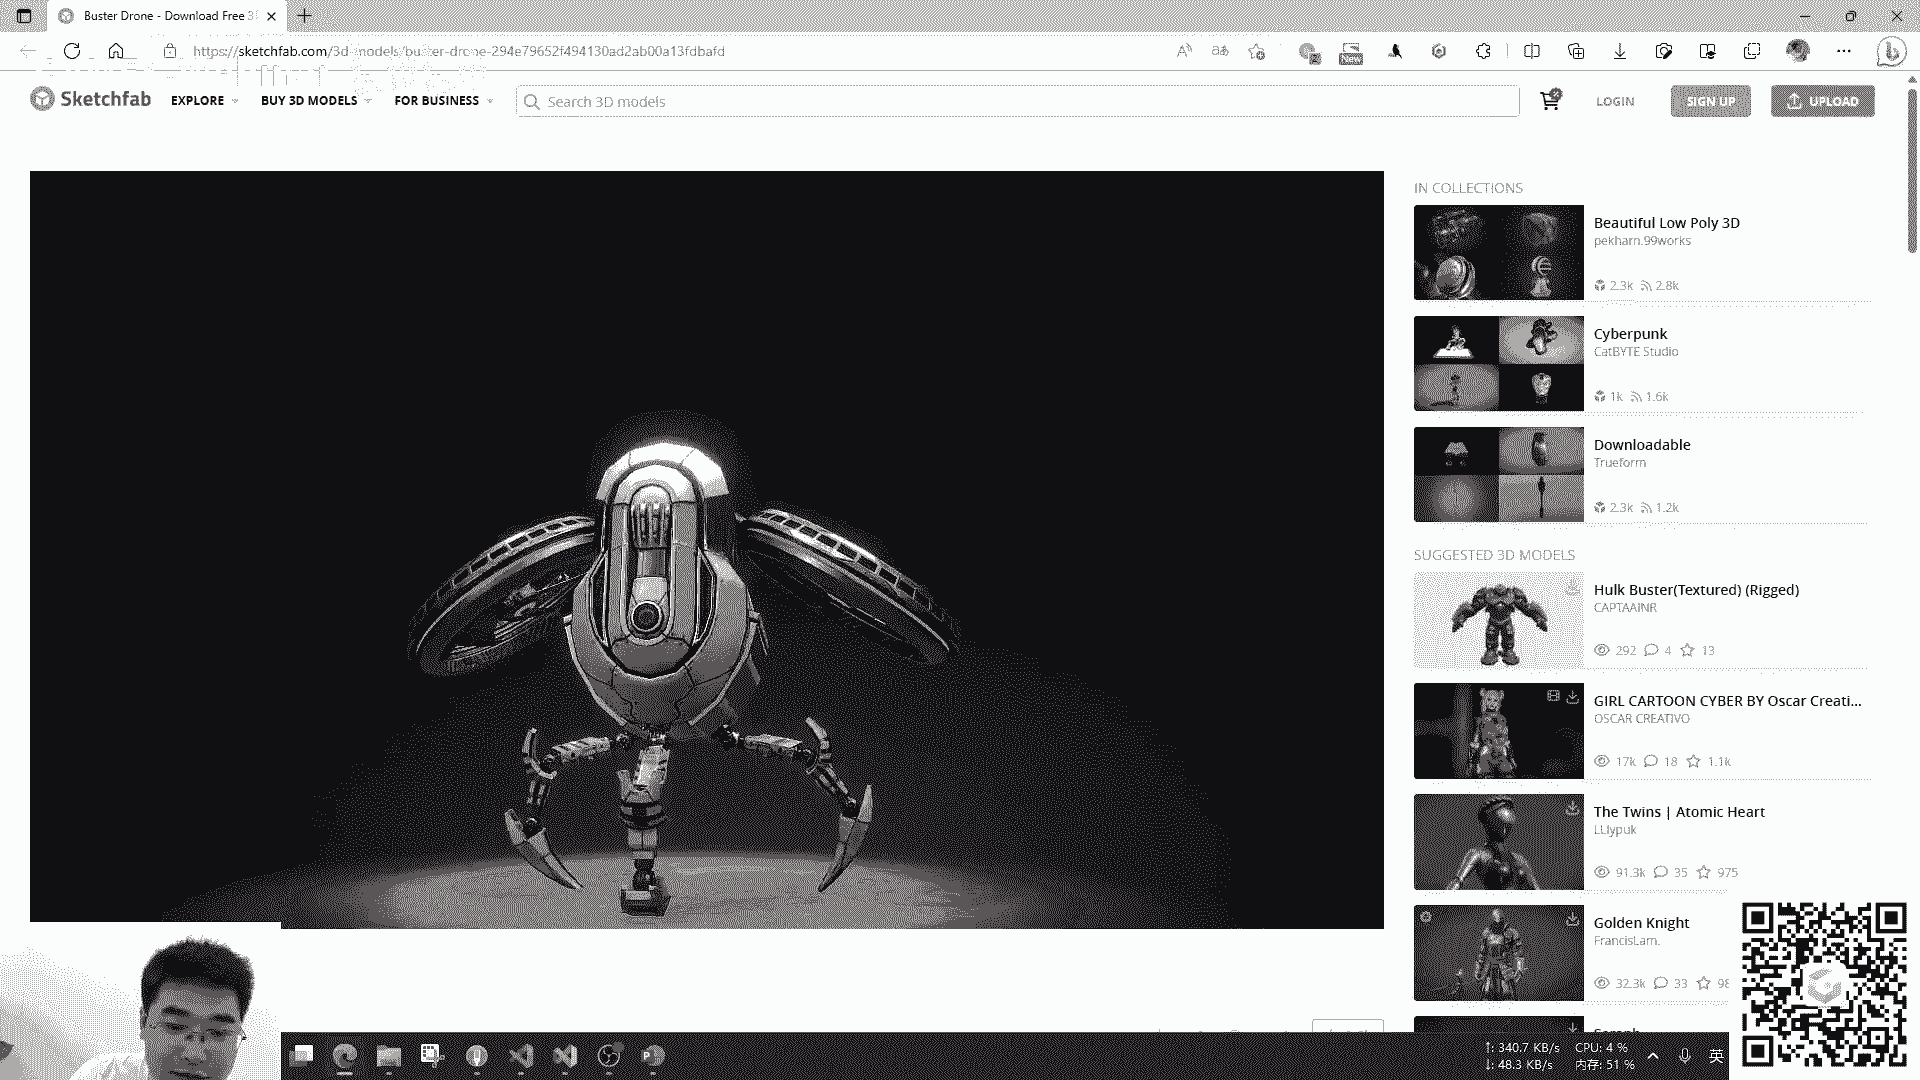 Buster Drone - Download Free 3
https://sketchfab.com/3d-models/buster-drone-294e79652f494130ad2ab00a13fdbafd
New
Sketchfab
EXPLORE
BUY 3D MODELS
FOR BUSINESS
Search 3D models
LOGIN
SIGN UP
UPLOAD
IN COLLECTIONS
Beautiful Low Poly 3D
pekharn.99works
2.3k 2.8k
Cyberpunk
CatBYTE Studio
1k 1.6k
Downloadable
Trueform
2.3k 1.2k
SUGGESTED 3D MODELS
Hulk Buster(Textured) (Rigged)
CAPTAAINR
292 4 13
GIRL CARTOON CYBER BY Oscar Creati...
OSCAR CREATIVO
17k 18 1.1k
The Twins | Atomic Heart
LLIypuk
91.3k 35 975
Golden Knight
FrancisLam.
32.3k 33 98
↑: 340.7 KB/s
CPU: 4 %
↓: 48.3 KB/s
内存: 51 %
英